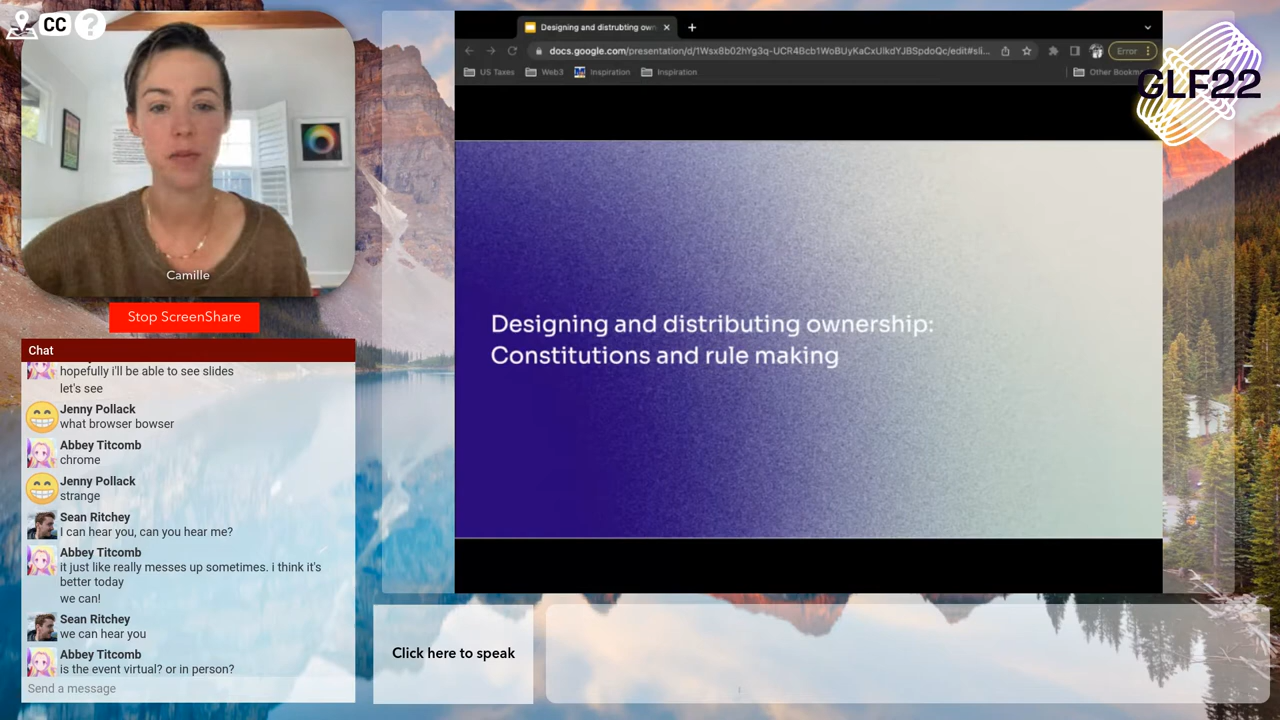 CC
?
Camille
Stop ScreenShare
Chat
hopefully i'll be able to see slides
let's see
Jenny Pollack
what browser bowser
Abbey Titcomb
chrome
Jenny Pollack
strange
Sean Ritchey
I can hear you, can you hear me?
Abbey Titcomb
it just like really messes up sometimes. i think it's
better today
we can!
Sean Ritchey
we can hear you
Abbey Titcomb
is the event virtual? or in person?
Send a message
Designing and distrubting own
docs.google.com/presentation/d/1Wsx8b02hYg3q-UCR48cb1WoBUyKaCxUIkdYJBSpdoQc/edit#sli...
Error
US Taxes
Web3
Inspiration
Inspiration
Other Bookm
GLF22
Designing and distributing ownership:
Constitutions and rule making
Click here to speak